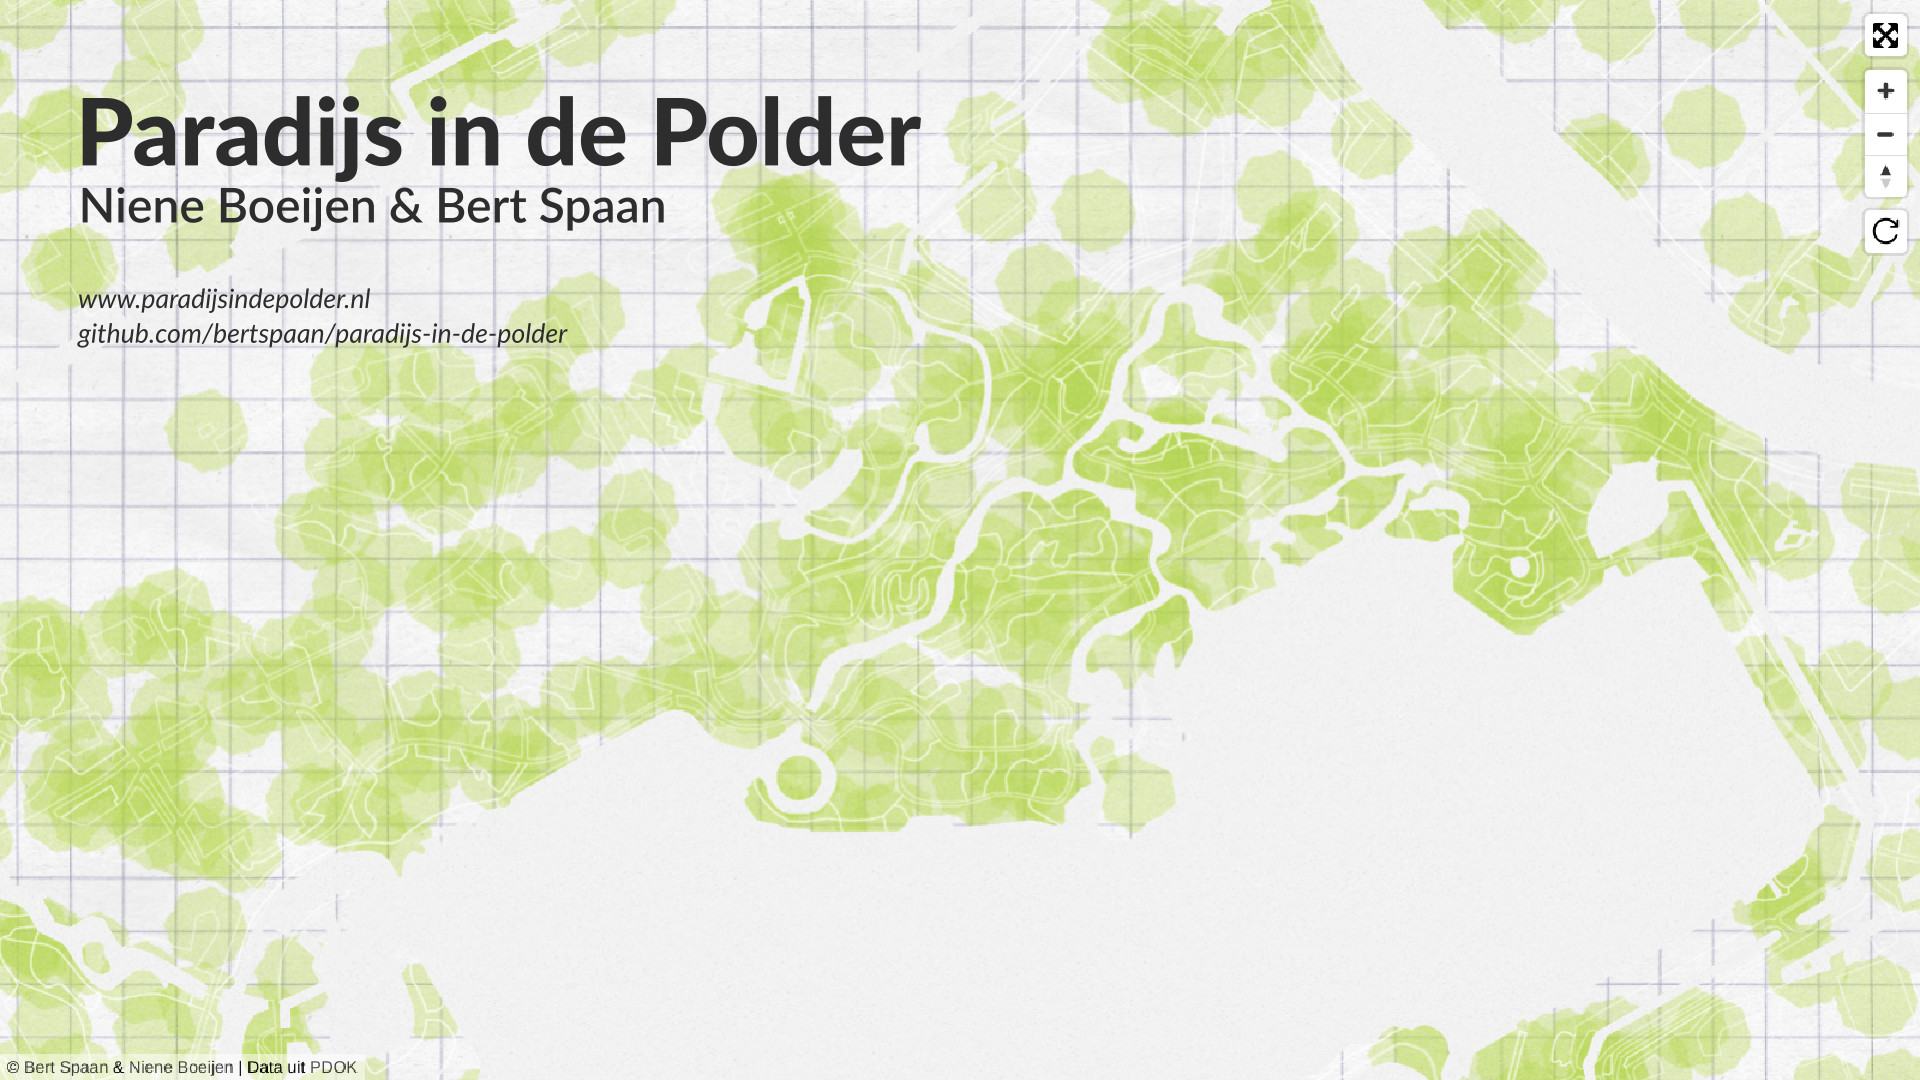 Paradijs in de Polder
Niene Boeijen & Bert Spaan
www.paradijsindepolder.nl
github.com/bertspaan/paradijs-in-de-polder
© Bert Spaan & Niene Boeijen | Data uit PDOK